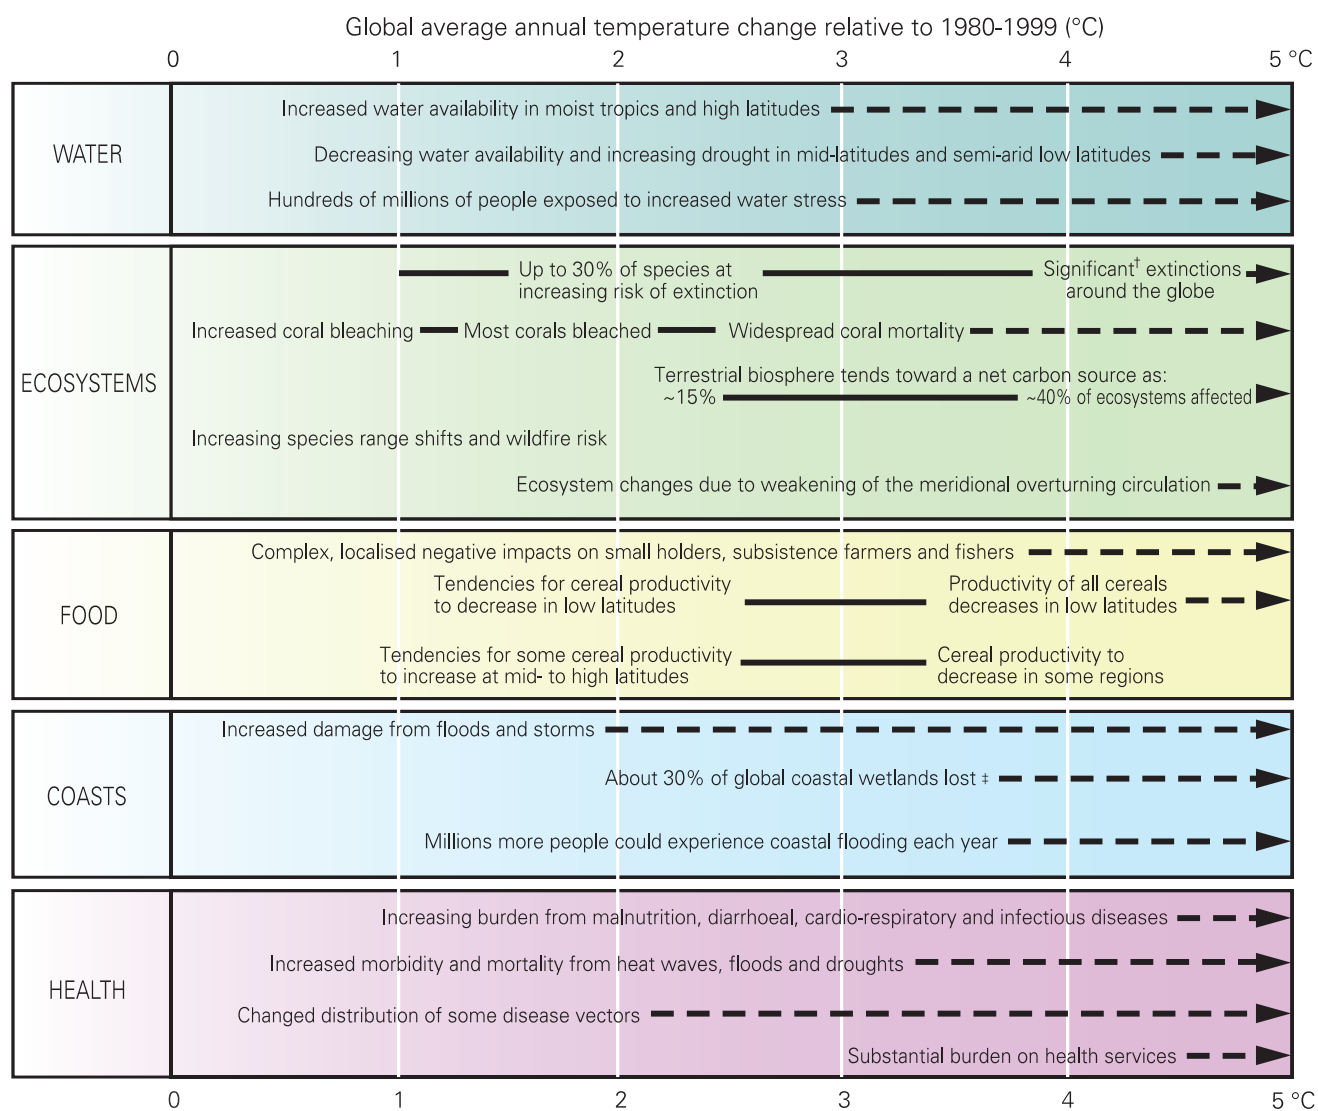 Global average annual temperature change relative to 1980-1999 (°C)
0 1 2 3 4 5 °C
WATER
Increased water availability in moist tropics and high latitudes
Decreasing water availability and increasing drought in mid-latitudes and semi-arid low latitudes
Hundreds of millions of people exposed to increased water stress
ECOSYSTEMS
Up to 30% of species at
increasing risk of extinction
Significant† extinctions
around the globe
Increased coral bleaching Most corals bleached Widespread coral mortality
Terrestrial biosphere tends toward a net carbon source as:
~15% ~40% of ecosystems affected
Increasing species range shifts and wildfire risk
Ecosystem changes due to weakening of the meridional overturning circulation
FOOD
Complex, localised negative impacts on small holders, subsistence farmers and fishers
Tendencies for cereal productivity
to decrease in low latitudes
Productivity of all cereals
decreases in low latitudes
Tendencies for some cereal productivity
to increase at mid- to high latitudes
Cereal productivity to
decrease in some regions
COASTS
Increased damage from floods and storms
About 30% of global coastal wetlands lost ‡
Millions more people could experience coastal flooding each year
HEALTH
Increasing burden from malnutrition, diarrhoeal, cardio-respiratory and infectious diseases
Increased morbidity and mortality from heat waves, floods and droughts
Changed distribution of some disease vectors
Substantial burden on health services
0 1 2 3 4 5 °C